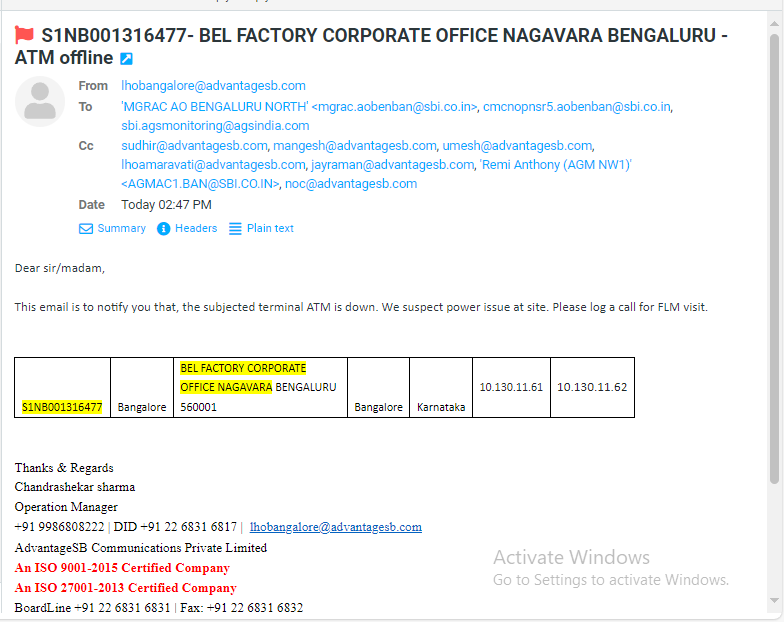 S1NB001316477- BEL FACTORY CORPORATE OFFICE NAGAVARA BENGALURU -
ATM offline
From lhobangalore@advantagesb.com
To 'MGRAC AO BENGALURU NORTH' <mgrac.aobenban@sbi.co.in>, cmcnopnsr5.aobenban@sbi.co.in,
sbi.agsmonitoring@agsindia.com
Cc sudhir@advantagesb.com, mangesh@advantagesb.com, umesh@advantagesb.com,
lhoamaravati@advantagesb.com, jayraman@advantagesb.com, 'Remi Anthony (AGM NW1)'
<AGMAC1.BAN@SBI.CO.IN>, noc@advantagesb.com
Date Today 02:47 PM
Summary Headers Plain text
Dear sir/madam,
This email is to notify you that, the subjected terminal ATM is down. We suspect power issue at site. Please log a call for FLM visit.
BEL FACTORY CORPORATE
OFFICE NAGAVARA BENGALURU 10.130.11.61 10.130.11.62
S1NB001316477 Bangalore 560001 Bangalore Karnataka
Thanks & Regards
Chandrashekar sharma
Operation Manager
+91 9986808222 | DID +91 22 6831 6817 | lhobangalore@advantagesb.com
AdvantageSB Communications Private Limited
An ISO 9001-2015 Certified Company
An ISO 27001-2013 Certified Company
BoardLine +91 22 6831 6831 | Fax: +91 22 6831 6832
Activate Windows
Go to Settings to activate Windows.